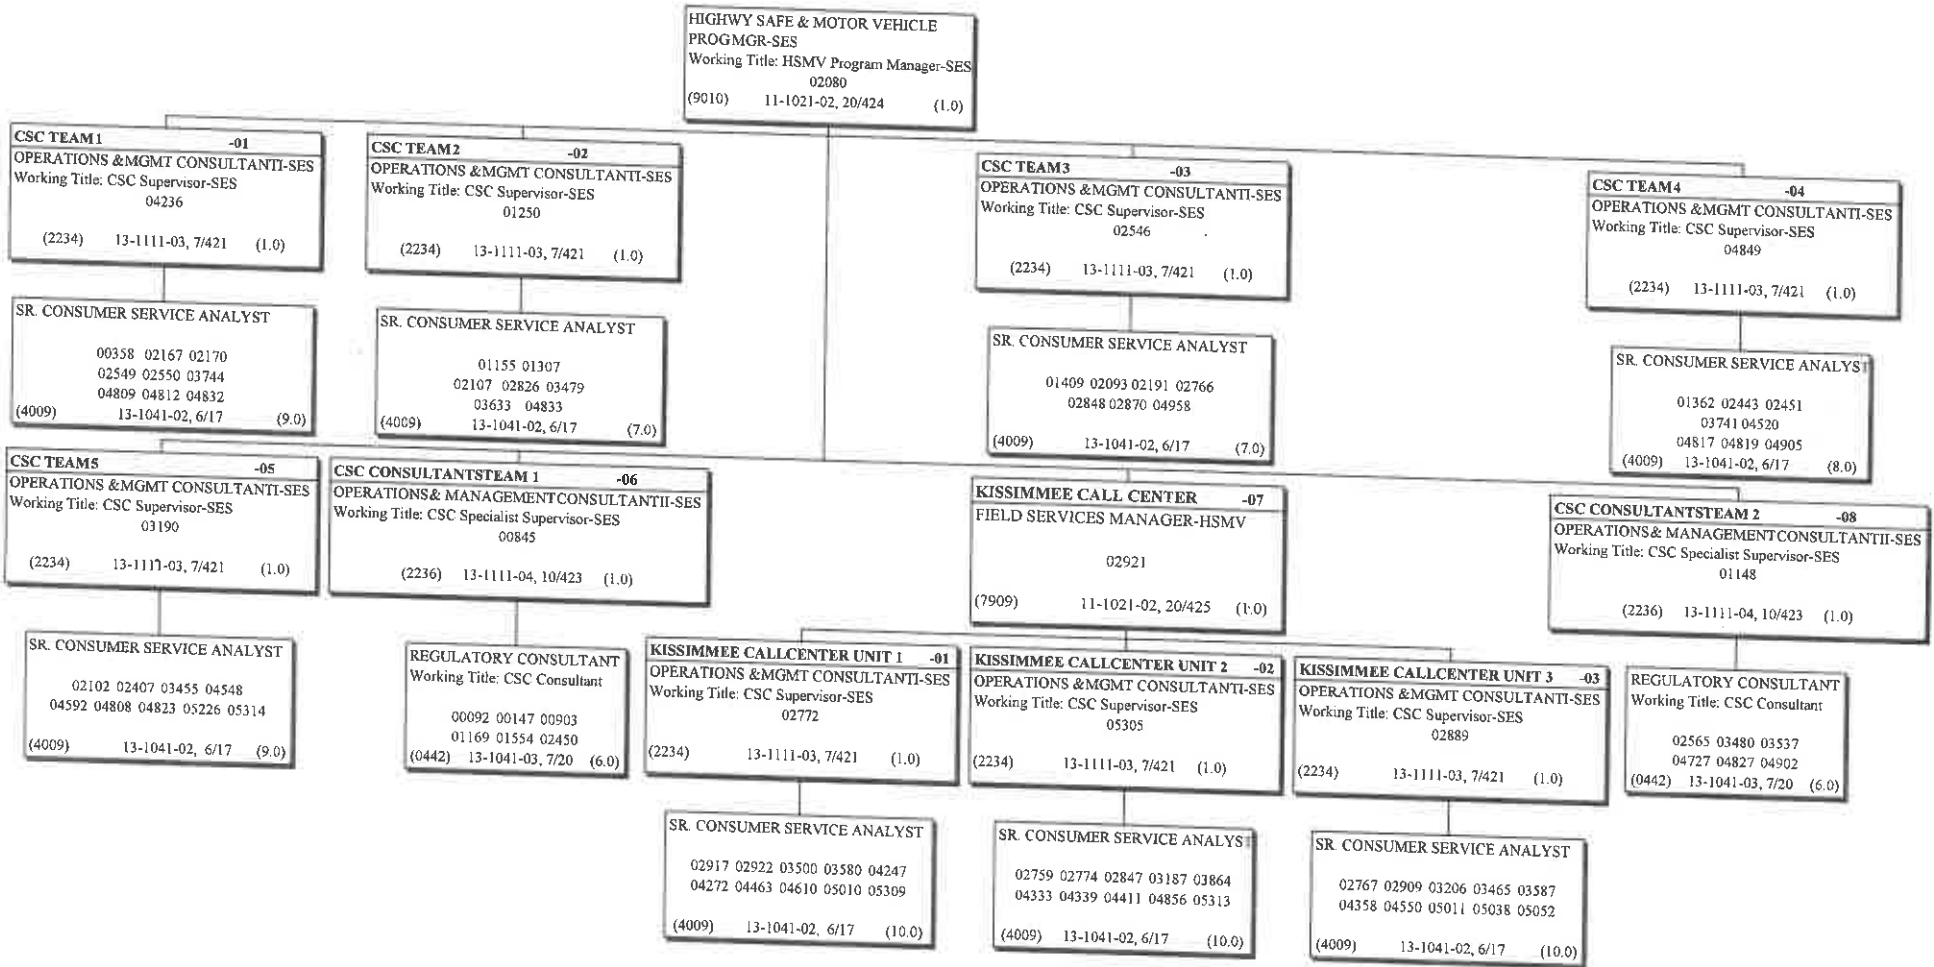 HIGHWY SAFE & MOTOR VEHICLE
PROGMGR-SES
Working Title: HSMV Program Manager-SES
02080
(9010) 11-1021-02, 20/424 (1.0)
CSC TEAM1 -01
OPERATIONS &MGMT CONSULTANTI-SES
Working Title: CSC Supervisor-SES
04236
(2234) 13-1111-03, 7/421 (1.0)
SR. CONSUMER SERVICE ANALYST
00358 02167 02170
02549 02550 03744
04809 04812 04832
(4009) 13-1041-02, 6/17 (9.0)
CSC TEAM2 -02
OPERATIONS &MGMT CONSULTANTI-SES
Working Title: CSC Supervisor-SES
01250
(2234) 13-1111-03, 7/421 (1.0)
SR. CONSUMER SERVICE ANALYST
01155 01307
02107 02826 03479
03633 04833
(4009) 13-1041-02, 6/17 (7.0)
CSC TEAM3 -03
OPERATIONS &MGMT CONSULTANTI-SES
Working Title: CSC Supervisor-SES
02546
(2234) 13-1111-03, 7/421 (1.0)
SR. CONSUMER SERVICE ANALYST
01409 02093 02191 02766
02848 02870 04958
(4009) 13-1041-02, 6/17 (7.0)
CSC TEAM4 -04
OPERATIONS &MGMT CONSULTANTI-SES
Working Title: CSC Supervisor-SES
04849
(2234) 13-1111-03, 7/421 (1.0)
SR. CONSUMER SERVICE ANALYST
01362 02443 02451
03741 04520
04817 04819 04905
(4009) 13-1041-02, 6/17 (8.0)
CSC TEAM5 -05
OPERATIONS &MGMT CONSULTANTI-SES
Working Title: CSC Supervisor-SES
03190
(2234) 13-1111-03, 7/421 (1.0)
SR. CONSUMER SERVICE ANALYST
02102 02407 03455 04548
04592 04808 04823 05226 05314
(4009) 13-1041-02, 6/17 (9.0)
CSC CONSULTANTSTEAM 1 -06
OPERATIONS& MANAGEMENTCONSULTANTII-SES
Working Title: CSC Specialist Supervisor-SES
00845
(2236) 13-1111-04, 10/423 (1.0)
REGULATORY CONSULTANT
Working Title: CSC Consultant
00092 00147 00903
01169 01554 02450
(0442) 13-1041-03, 7/20 (6.0)
KISSIMMEE CALL CENTER -07
FIELD SERVICES MANAGER-HSMV
02921
(7909) 11-1021-02, 20/425 (1.0)
KISSIMMEE CALLCENTER UNIT 1 -01
OPERATIONS &MGMT CONSULTANTI-SES
Working Title: CSC Supervisor-SES
02772
(2234) 13-1111-03, 7/421 (1.0)
SR. CONSUMER SERVICE ANALYST
02917 02922 03500 03580 04247
04272 04463 04610 05010 05309
(4009) 13-1041-02, 6/17 (10.0)
KISSIMMEE CALLCENTER UNIT 2 -02
OPERATIONS &MGMT CONSULTANTI-SES
Working Title: CSC Supervisor-SES
05305
(2234) 13-1111-03, 7/421 (1.0)
SR. CONSUMER SERVICE ANALYST
02759 02774 02847 03187 03864
04333 04339 04411 04856 05313
(4009) 13-1041-02, 6/17 (10.0)
KISSIMMEE CALLCENTER UNIT 3 -03
OPERATIONS &MGMT CONSULTANTI-SES
Working Title: CSC Supervisor-SES
02889
(2234) 13-1111-03, 7/421 (1.0)
SR. CONSUMER SERVICE ANALYST
02767 02909 03206 03465 03587
04358 04550 05011 05038 05052
(4009) 13-1041-02, 6/17 (10.0)
CSC CONSULTANTSTEAM 2 -08
OPERATIONS& MANAGEMENTCONSULTANTII-SES
Working Title: CSC Specialist Supervisor-SES
01148
(2236) 13-1111-04, 10/423 (1.0)
REGULATORY CONSULTANT
Working Title: CSC Consultant
02565 03480 03537
04727 04827 04902
(0442) 13-1041-03, 7/20 (6.0)